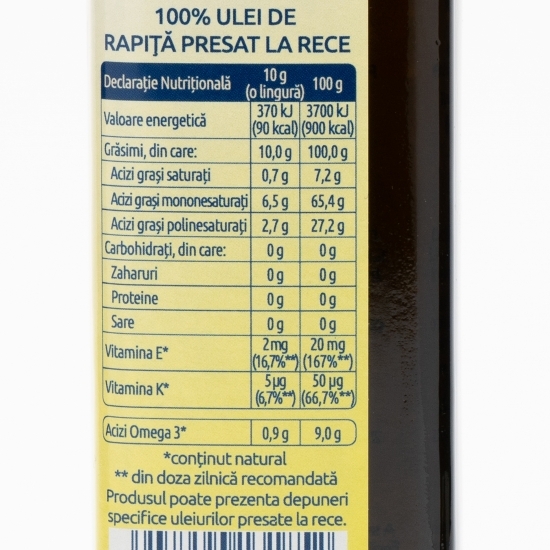 100% ULEI DE
RAPIŢĂ PRESAT LA RECE
Declarație Nutrițională 10 g (o lingură) 100 g
Valoare energetică 370 kJ (90 kcal) 3700 kJ (900 kcal)
Grăsimi, din care: 10,0 g 100,0 g
Acizi grași saturați 0,7 g 7,2 g
Acizi grași mononesaturați 6,5 g 65,4 g
Acizi grași polinesaturați 2,7 g 27,2 g
Carbohidrați, din care: 0 g 0 g
Zaharuri 0 g 0 g
Proteine 0 g 0 g
Sare 0 g 0 g
Vitamina E* 2 mg (16,7%**) 20 mg (167%**)
Vitamina K* 5 µg (6,7%**) 50 µg (66,7%**)
Acizi Omega 3* 0,9 g 9,0 g
*conținut natural
** din doza zilnică recomandată
Produsul poate prezenta depuneri
specifice uleiurilor presate la rece.